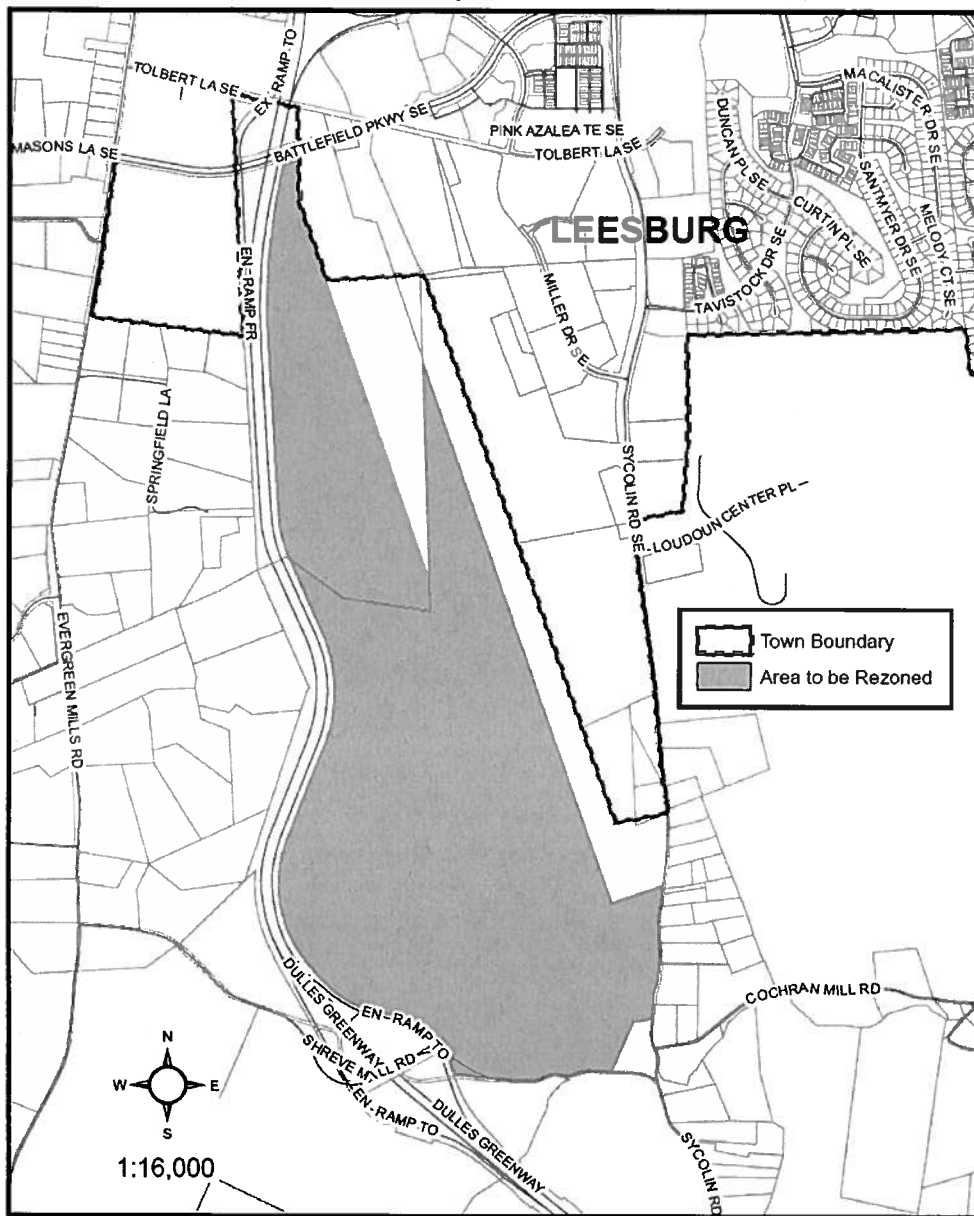 TOLBERT LA SE
EX-RAMP TO
BATTLEFIELD PKWY SE
MASONS LA SE
PINK AZALEA TE SE
TOLBERT LA SE
MACALISTER DR SE
DUNCAN PL SE
CURTIN PL SE
SANTMYER DR SE
MELODY CT SE
LEESBURG
TAVISTOCK DR SE
EN-RAMP FR
MILLER DR SE
SPRINGFIELD LA
SYCOLIN RD SE
LOUDOUN CENTER PL
EVERGREEN MILLS RD
Town Boundary
Area to be Rezoned
COCHRAN MILL RD
DULLES GREENWAY
EN-RAMP TO
SHREVE MILL RD
EN-RAMP TO
DULLES GREENWAY
SYCOLIN RD
N
W E
S
1:16,000